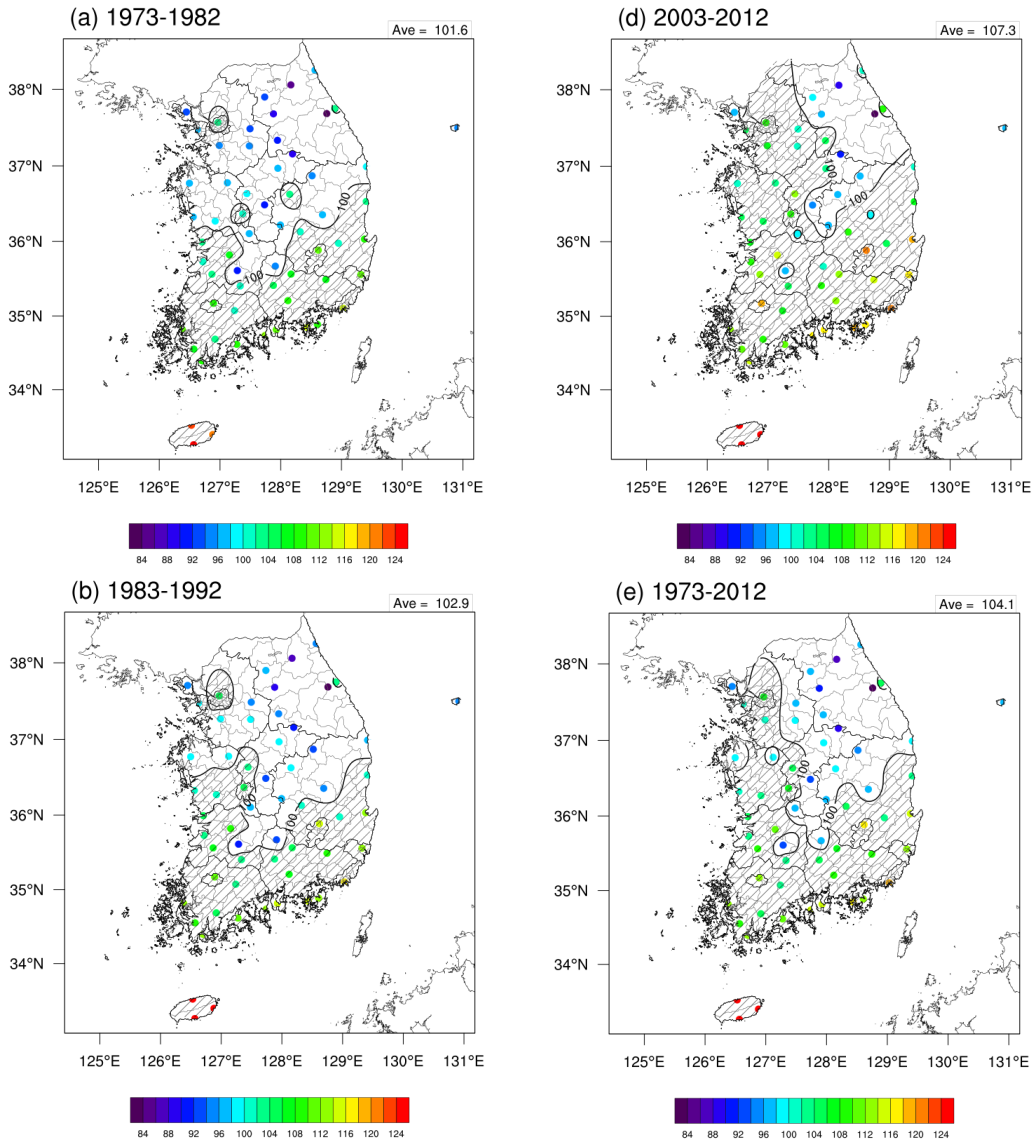 (a) 1973-1982
Ave = 101.6
38°N
37°N
36°N
35°N
34°N
100
100
125°E 126°E 127°E 128°E 129°E 130°E 131°E
84 88 92 96 100 104 108 112 116 120 124
(d) 2003-2012
Ave = 107.3
38°N
37°N
36°N
35°N
34°N
100
100
125°E 126°E 127°E 128°E 129°E 130°E 131°E
84 88 92 96 100 104 108 112 116 120 124
(b) 1983-1992
Ave = 102.9
38°N
37°N
36°N
35°N
34°N
100
100
125°E 126°E 127°E 128°E 129°E 130°E 131°E
84 88 92 96 100 104 108 112 116 120 124
(e) 1973-2012
Ave = 104.1
38°N
37°N
36°N
35°N
34°N
100
100
125°E 126°E 127°E 128°E 129°E 130°E 131°E
84 88 92 96 100 104 108 112 116 120 124